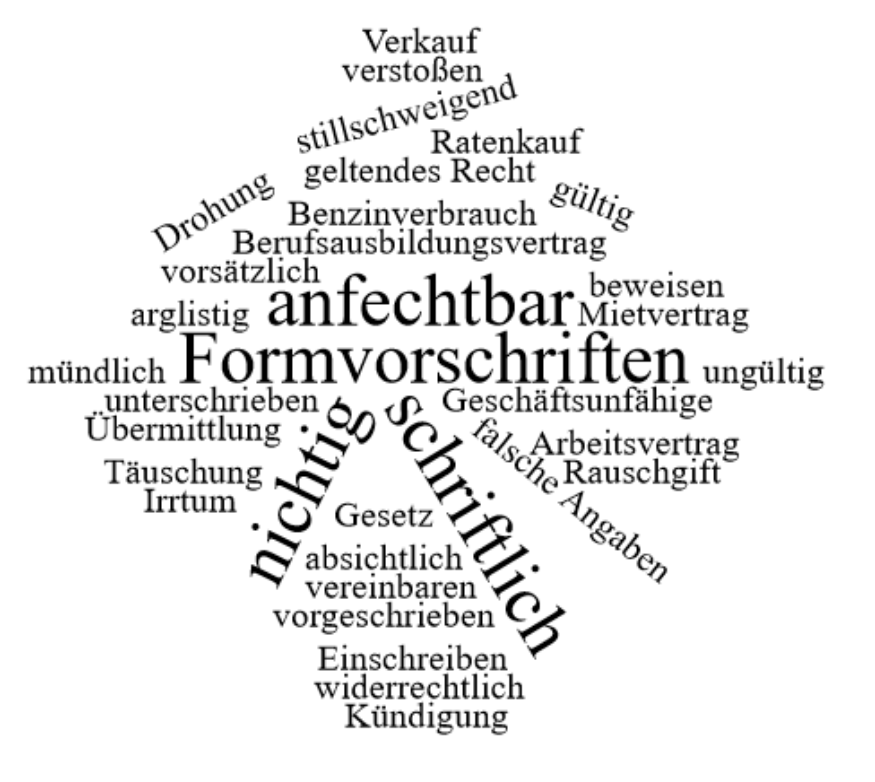 Verkauf
verstoßen
stillschweigend
Ratenkauf
geltendes Recht
Drohung
gültig
Benzinverbrauch
Berufsausbildungsvertrag
vorsätzlich
beweisen
arglistig
anfechtbar
Mietvertrag
mündlich
Formvorschriften
ungültig
unterschrieben
Geschäftsunfähige
Übermittlung
nichtig
schriftlich
falsche Angaben
Arbeitsvertrag
Täuschung
Rauschgift
Irrtum
Gesetz
absichtlich
vereinbaren
vorgeschrieben
Einschreiben
widerrechtlich
Kündigung